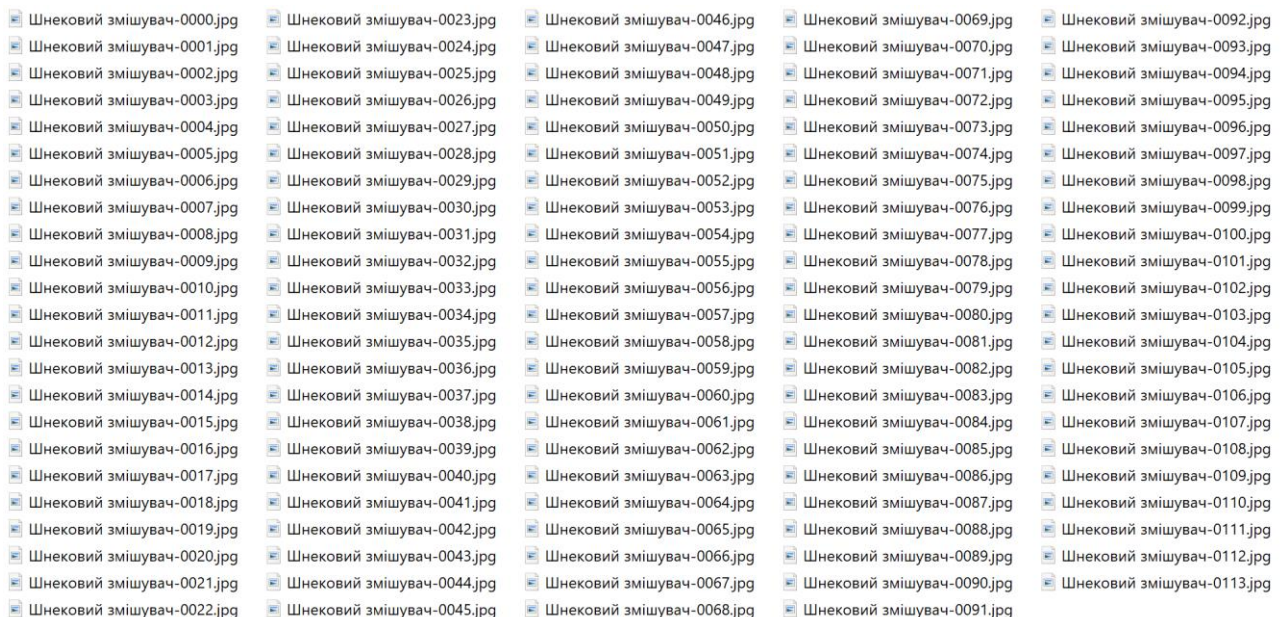 Шнековий змішувач-0000.jpg
Шнековий змішувач-0001.jpg
Шнековий змішувач-0002.jpg
Шнековий змішувач-0003.jpg
Шнековий змішувач-0004.jpg
Шнековий змішувач-0005.jpg
Шнековий змішувач-0006.jpg
Шнековий змішувач-0007.jpg
Шнековий змішувач-0008.jpg
Шнековий змішувач-0009.jpg
Шнековий змішувач-0010.jpg
Шнековий змішувач-0011.jpg
Шнековий змішувач-0012.jpg
Шнековий змішувач-0013.jpg
Шнековий змішувач-0014.jpg
Шнековий змішувач-0015.jpg
Шнековий змішувач-0016.jpg
Шнековий змішувач-0017.jpg
Шнековий змішувач-0018.jpg
Шнековий змішувач-0019.jpg
Шнековий змішувач-0020.jpg
Шнековий змішувач-0021.jpg
Шнековий змішувач-0022.jpg
Шнековий змішувач-0023.jpg
Шнековий змішувач-0024.jpg
Шнековий змішувач-0025.jpg
Шнековий змішувач-0026.jpg
Шнековий змішувач-0027.jpg
Шнековий змішувач-0028.jpg
Шнековий змішувач-0029.jpg
Шнековий змішувач-0030.jpg
Шнековий змішувач-0031.jpg
Шнековий змішувач-0032.jpg
Шнековий змішувач-0033.jpg
Шнековий змішувач-0034.jpg
Шнековий змішувач-0035.jpg
Шнековий змішувач-0036.jpg
Шнековий змішувач-0037.jpg
Шнековий змішувач-0038.jpg
Шнековий змішувач-0039.jpg
Шнековий змішувач-0040.jpg
Шнековий змішувач-0041.jpg
Шнековий змішувач-0042.jpg
Шнековий змішувач-0043.jpg
Шнековий змішувач-0044.jpg
Шнековий змішувач-0045.jpg
Шнековий змішувач-0046.jpg
Шнековий змішувач-0047.jpg
Шнековий змішувач-0048.jpg
Шнековий змішувач-0049.jpg
Шнековий змішувач-0050.jpg
Шнековий змішувач-0051.jpg
Шнековий змішувач-0052.jpg
Шнековий змішувач-0053.jpg
Шнековий змішувач-0054.jpg
Шнековий змішувач-0055.jpg
Шнековий змішувач-0056.jpg
Шнековий змішувач-0057.jpg
Шнековий змішувач-0058.jpg
Шнековий змішувач-0059.jpg
Шнековий змішувач-0060.jpg
Шнековий змішувач-0061.jpg
Шнековий змішувач-0062.jpg
Шнековий змішувач-0063.jpg
Шнековий змішувач-0064.jpg
Шнековий змішувач-0065.jpg
Шнековий змішувач-0066.jpg
Шнековий змішувач-0067.jpg
Шнековий змішувач-0068.jpg
Шнековий змішувач-0069.jpg
Шнековий змішувач-0070.jpg
Шнековий змішувач-0071.jpg
Шнековий змішувач-0072.jpg
Шнековий змішувач-0073.jpg
Шнековий змішувач-0074.jpg
Шнековий змішувач-0075.jpg
Шнековий змішувач-0076.jpg
Шнековий змішувач-0077.jpg
Шнековий змішувач-0078.jpg
Шнековий змішувач-0079.jpg
Шнековий змішувач-0080.jpg
Шнековий змішувач-0081.jpg
Шнековий змішувач-0082.jpg
Шнековий змішувач-0083.jpg
Шнековий змішувач-0084.jpg
Шнековий змішувач-0085.jpg
Шнековий змішувач-0086.jpg
Шнековий змішувач-0087.jpg
Шнековий змішувач-0088.jpg
Шнековий змішувач-0089.jpg
Шнековий змішувач-0090.jpg
Шнековий змішувач-0091.jpg
Шнековий змішувач-0092.jpg
Шнековий змішувач-0093.jpg
Шнековий змішувач-0094.jpg
Шнековий змішувач-0095.jpg
Шнековий змішувач-0096.jpg
Шнековий змішувач-0097.jpg
Шнековий змішувач-0098.jpg
Шнековий змішувач-0099.jpg
Шнековий змішувач-0100.jpg
Шнековий змішувач-0101.jpg
Шнековий змішувач-0102.jpg
Шнековий змішувач-0103.jpg
Шнековий змішувач-0104.jpg
Шнековий змішувач-0105.jpg
Шнековий змішувач-0106.jpg
Шнековий змішувач-0107.jpg
Шнековий змішувач-0108.jpg
Шнековий змішувач-0109.jpg
Шнековий змішувач-0110.jpg
Шнековий змішувач-0111.jpg
Шнековий змішувач-0112.jpg
Шнековий змішувач-0113.jpg